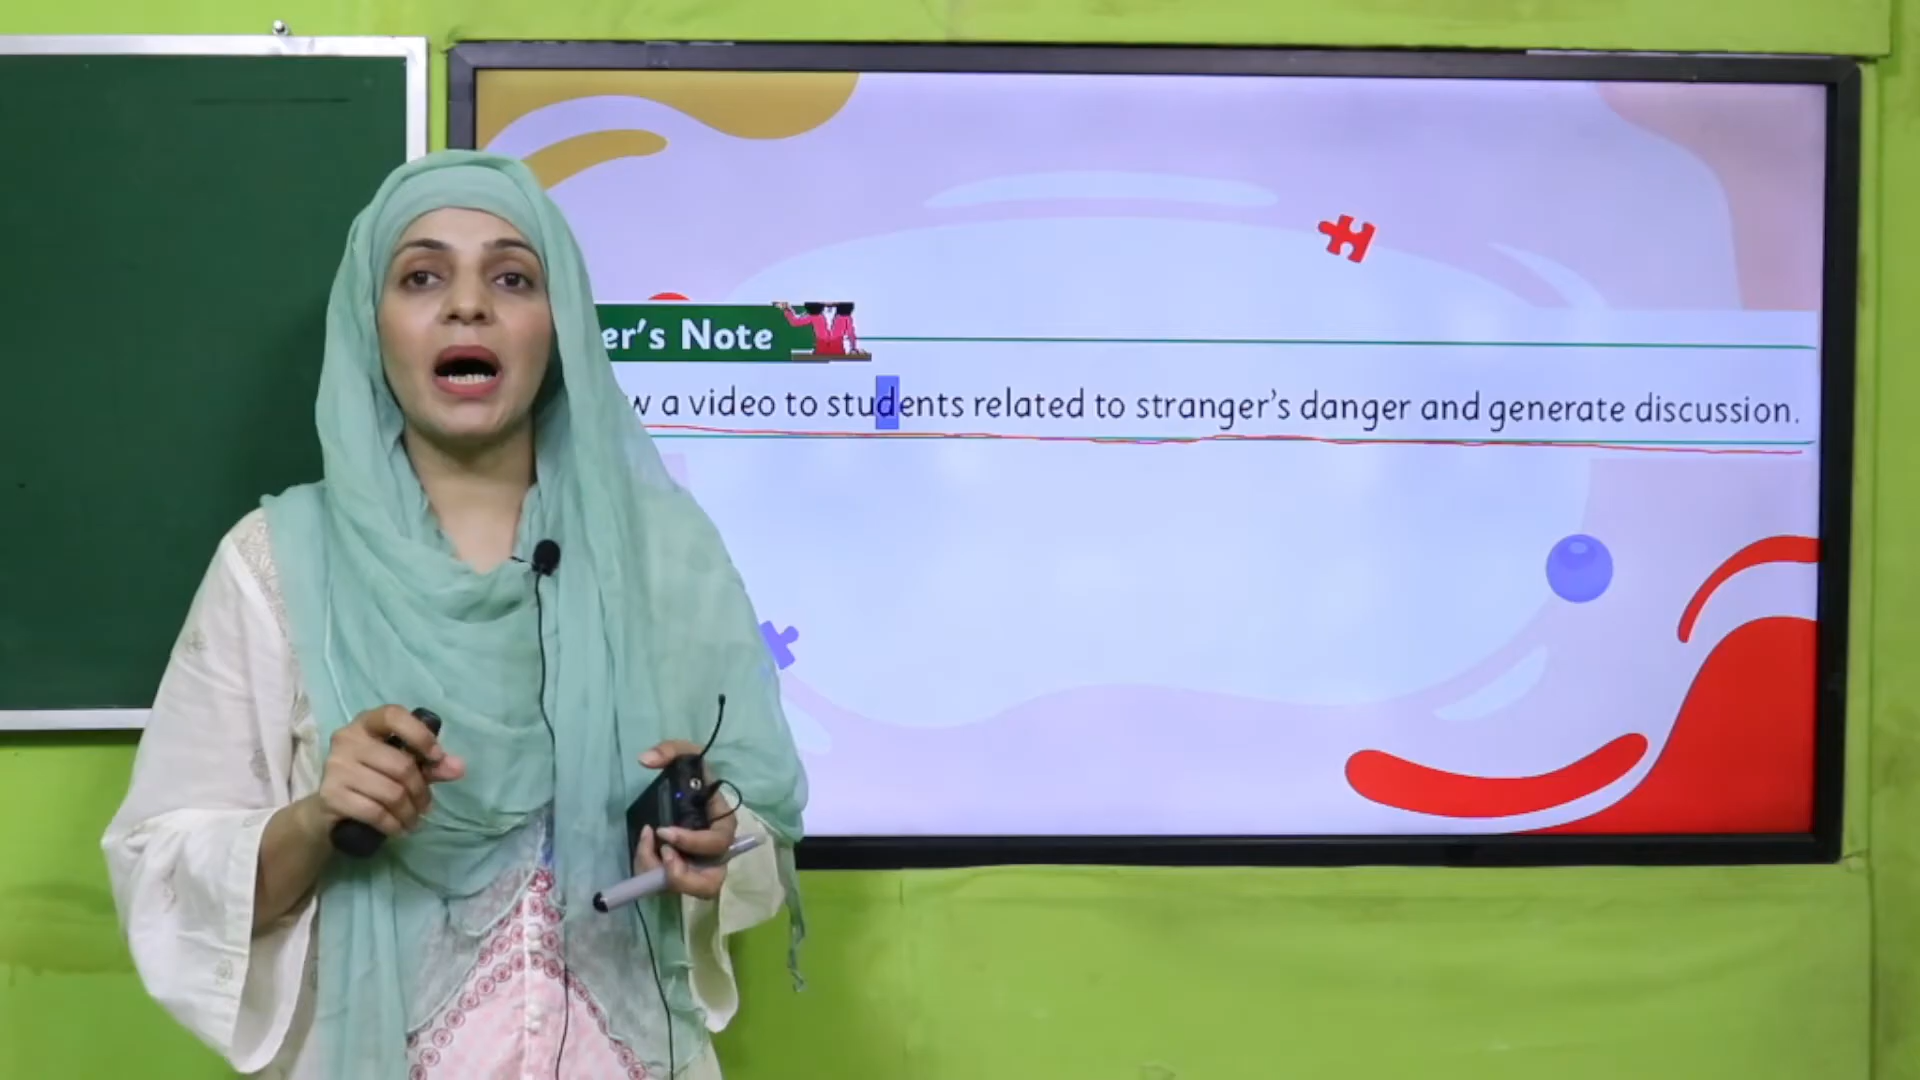 er's Note
w a video to students related to stranger's danger and generate discussion.